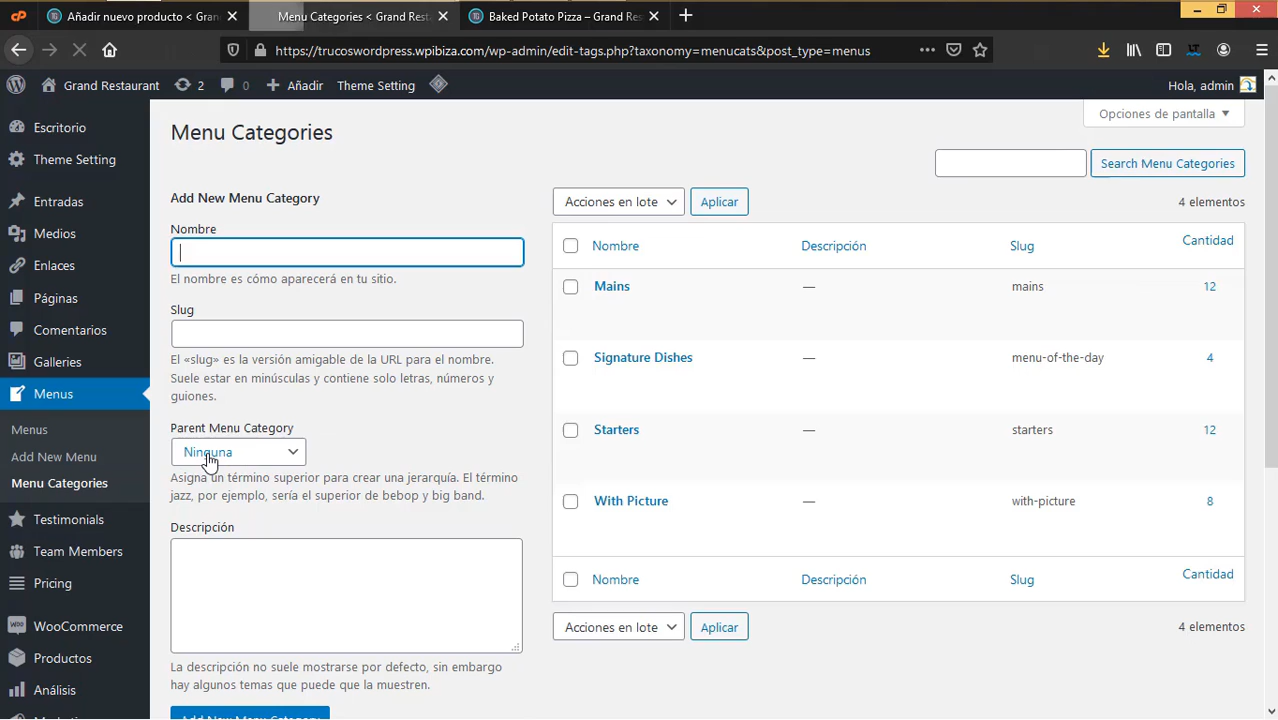 Añadir nuevo producto < Gran
Menu Categories < Grand Resta
Baked Potato Pizza – Grand Res
https://trucoswordpress.wpibiza.com/wp-admin/edit-tags.php?taxonomy=menucats&post_type=menus
Grand Restaurant
2
0
Añadir
Theme Setting
Hola, admin
Opciones de pantalla
Escritorio
Theme Setting
Entradas
Medios
Enlaces
Páginas
Comentarios
Galleries
Menus
Menus
Add New Menu
Menu Categories
Testimonials
Team Members
Pricing
WooCommerce
Productos
Análisis
Menu Categories
Search Menu Categories
Add New Menu Category
Nombre
El nombre es cómo aparecerá en tu sitio.
Slug
El «slug» es la versión amigable de la URL para el nombre.
Suele estar en minúsculas y contiene solo letras, números y
guiones.
Parent Menu Category
Ninguna
Asigna un término superior para crear una jerarquía. El término
jazz, por ejemplo, sería el superior de bebop y big band.
Descripción
La descripción no suele mostrarse por defecto, sin embargo
hay algunos temas que puede que la muestren.
Add New Menu Category
Acciones en lote
Aplicar
4 elementos
Nombre Descripción Slug Cantidad
Mains — mains 12
Signature Dishes — menu-of-the-day 4
Starters — starters 12
With Picture — with-picture 8
Nombre Descripción Slug Cantidad
Acciones en lote
Aplicar
4 elementos